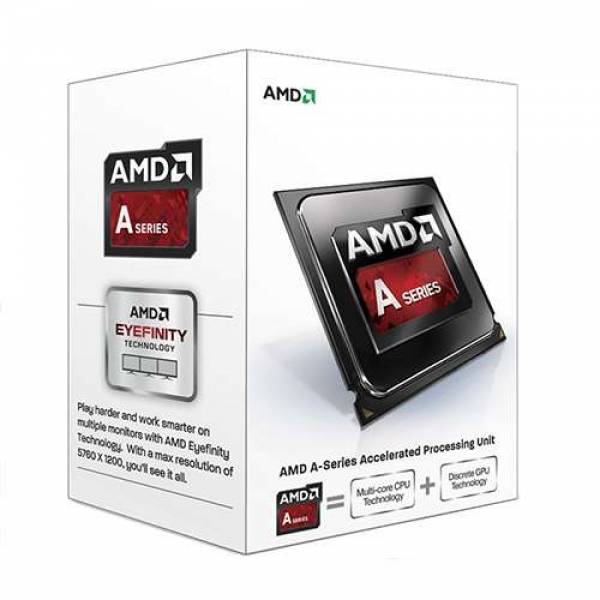 AMD
A SERIES
AMD
EYEFINITY
TECHNOLOGY
Play harder and work smarter on
multiple monitors with AMD Eyefinity
Technology. With a max resolution of
5760 X 1200, you'll see it all.
AMD
AMD
A SERIES
AMD A-Series Accelerated Processing Unit
AMD
A SERIES
=
Multi-core CPU
Technology
+
Discrete GPU
Technology